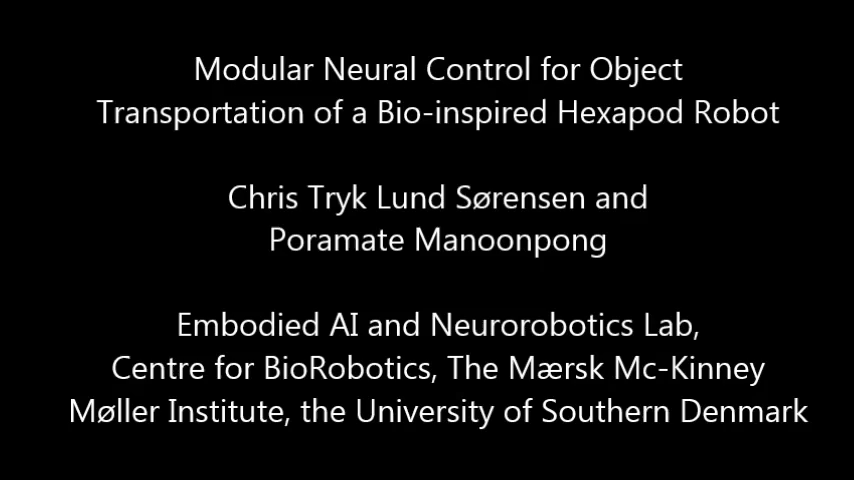 Modular Neural Control for Object
Transportation of a Bio-inspired Hexapod Robot
Chris Tryk Lund Sørensen and
Poramate Manoonpong
Embodied AI and Neurorobotics Lab,
Centre for BioRobotics, The Mærsk Mc-Kinney
Møller Institute, the University of Southern Denmark